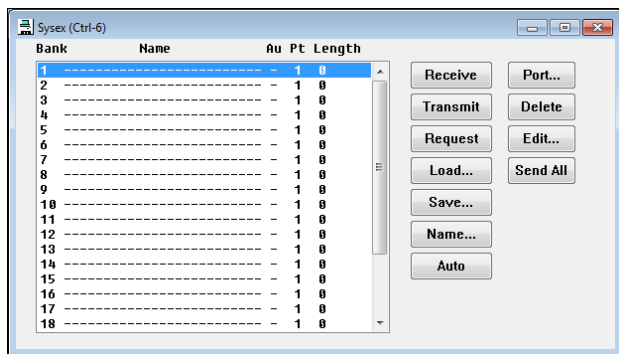 Sysex (Ctrl-6)
Bank Name Au Pt Length
1 -------------------------- - 1 0
2 -------------------------- - 1 0
3 -------------------------- - 1 0
4 -------------------------- - 1 0
5 -------------------------- - 1 0
6 -------------------------- - 1 0
7 -------------------------- - 1 0
8 -------------------------- - 1 0
9 -------------------------- - 1 0
10 -------------------------- - 1 0
11 -------------------------- - 1 0
12 -------------------------- - 1 0
13 -------------------------- - 1 0
14 -------------------------- - 1 0
15 -------------------------- - 1 0
16 -------------------------- - 1 0
17 -------------------------- - 1 0
18 -------------------------- - 1 0
Receive Port...
Transmit Delete
Request Edit...
Load... Send All
Save...
Name...
Auto